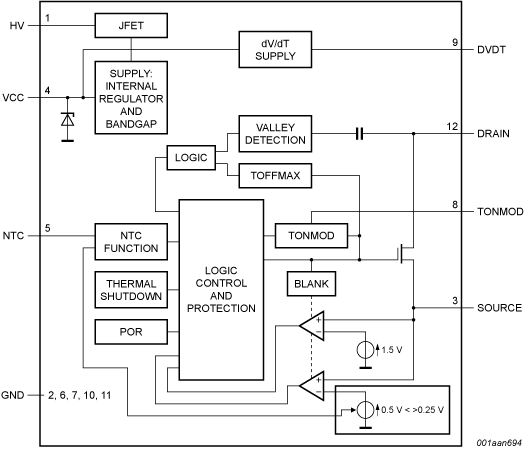 HV 1 JFET
dV/dT
SUPPLY
9 DVDT
VCC 4
SUPPLY:
INTERNAL
REGULATOR
AND
BANDGAP
VALLEY
DETECTION
12 DRAIN
LOGIC
TOFFMAX
8 TONMOD
NTC 5
NTC
FUNCTION
TONMOD
LOGIC
CONTROL
AND
PROTECTION
THERMAL
SHUTDOWN
BLANK
3 SOURCE
POR
+
−
1.5 V
+
−
GND 2, 6, 7, 10, 11
0.5 V < >0.25 V
001aan694